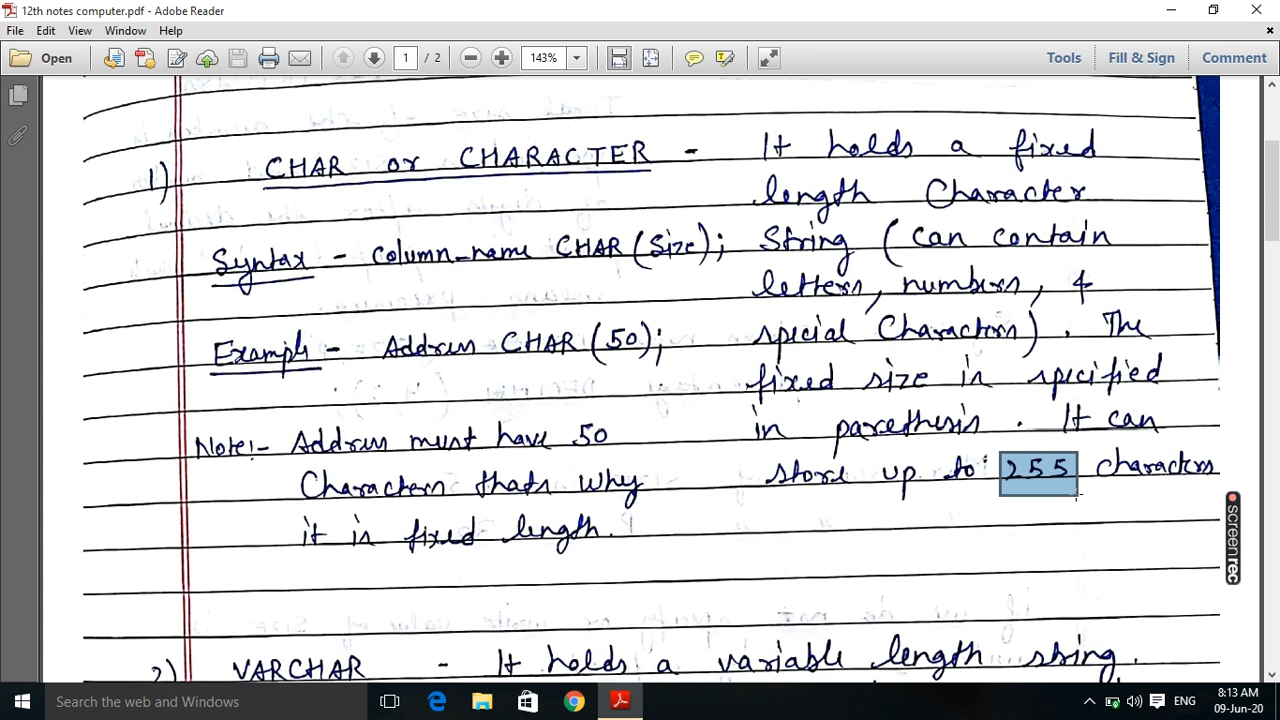 12th notes computer.pdf - Adobe Reader
File Edit View Window Help
Open 1 / 2 143% Tools Fill & Sign Comment
1) CHAR or CHARACTER - It holds a fixed
length Character
Syntax - Column_name CHAR (Size); String (can contain
letters, numbers, &
Example - Address CHAR (50); special Characters). The
fixed size is specified
in parcethesis. It can
Note:- Address must have 50
store up to 255 characters
Characters thats why
it is fixed length.
2) VARCHAR - It holds a variable length string.
screenrec
Search the web and Windows
ENG 8:13 AM
09-Jun-20